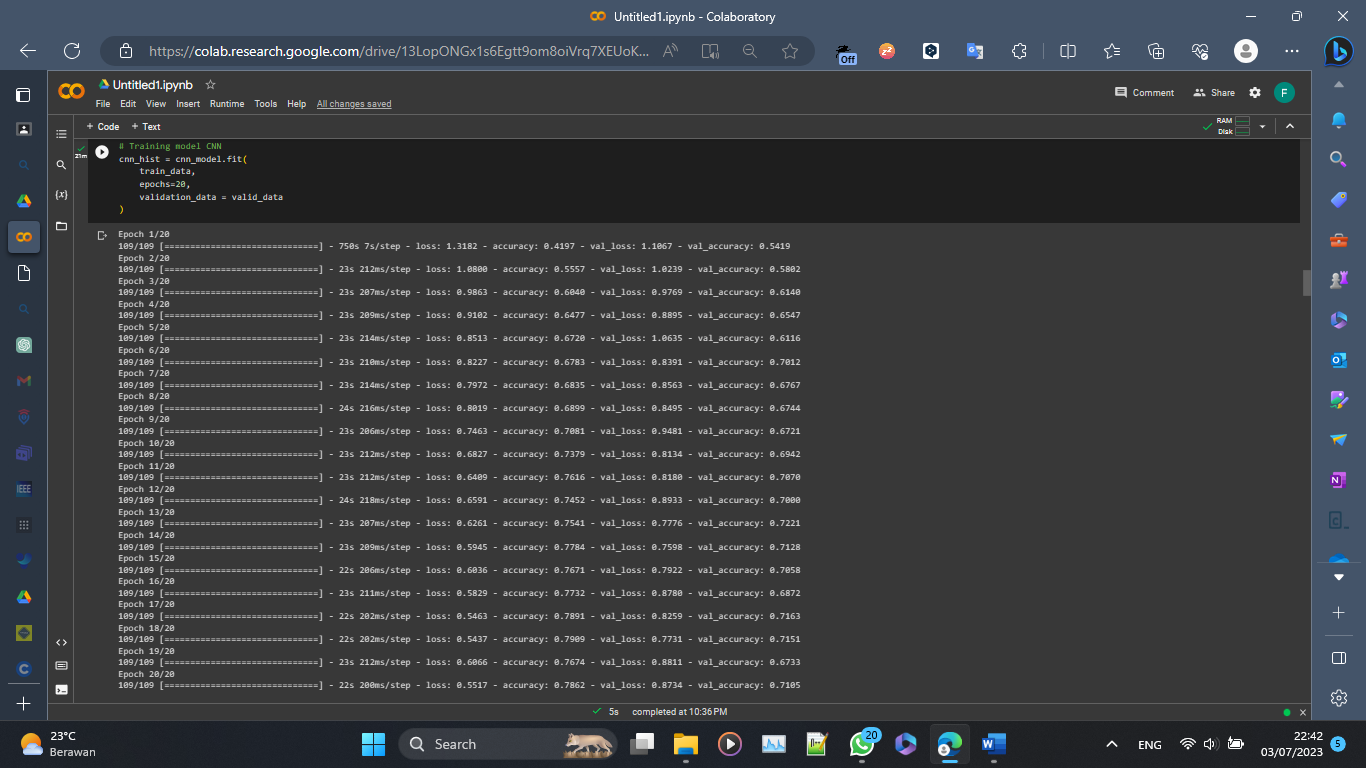 Untitled1.ipynb - Colaboratory
https://colab.research.google.com/drive/13LopONGx1s6Egtt9om8oiVrq7XEUoK...
Off
Untitled1.ipynb
File Edit View Insert Runtime Tools Help All changes saved
Comment Share F
+ Code + Text
RAM
Disk
21m
# Training model CNN
cnn_hist = cnn_model.fit(
train_data,
epochs=20,
validation_data = valid_data
)
Epoch 1/20
109/109 [==============================] - 750s 7s/step - loss: 1.3182 - accuracy: 0.4197 - val_loss: 1.1067 - val_accuracy: 0.5419
Epoch 2/20
109/109 [==============================] - 23s 212ms/step - loss: 1.0800 - accuracy: 0.5557 - val_loss: 1.0239 - val_accuracy: 0.5802
Epoch 3/20
109/109 [==============================] - 23s 207ms/step - loss: 0.9863 - accuracy: 0.6040 - val_loss: 0.9769 - val_accuracy: 0.6140
Epoch 4/20
109/109 [==============================] - 23s 209ms/step - loss: 0.9102 - accuracy: 0.6477 - val_loss: 0.8895 - val_accuracy: 0.6547
Epoch 5/20
109/109 [==============================] - 23s 214ms/step - loss: 0.8513 - accuracy: 0.6720 - val_loss: 1.0635 - val_accuracy: 0.6116
Epoch 6/20
109/109 [==============================] - 23s 210ms/step - loss: 0.8227 - accuracy: 0.6783 - val_loss: 0.8391 - val_accuracy: 0.7012
Epoch 7/20
109/109 [==============================] - 23s 214ms/step - loss: 0.7972 - accuracy: 0.6835 - val_loss: 0.8563 - val_accuracy: 0.6767
Epoch 8/20
109/109 [==============================] - 24s 216ms/step - loss: 0.8019 - accuracy: 0.6899 - val_loss: 0.8495 - val_accuracy: 0.6744
Epoch 9/20
109/109 [==============================] - 23s 206ms/step - loss: 0.7463 - accuracy: 0.7081 - val_loss: 0.9481 - val_accuracy: 0.6721
Epoch 10/20
109/109 [==============================] - 23s 212ms/step - loss: 0.6827 - accuracy: 0.7379 - val_loss: 0.8134 - val_accuracy: 0.6942
Epoch 11/20
109/109 [==============================] - 23s 212ms/step - loss: 0.6409 - accuracy: 0.7616 - val_loss: 0.8180 - val_accuracy: 0.7070
Epoch 12/20
109/109 [==============================] - 24s 218ms/step - loss: 0.6591 - accuracy: 0.7452 - val_loss: 0.8933 - val_accuracy: 0.7000
Epoch 13/20
109/109 [==============================] - 23s 207ms/step - loss: 0.6261 - accuracy: 0.7541 - val_loss: 0.7776 - val_accuracy: 0.7221
Epoch 14/20
109/109 [==============================] - 23s 209ms/step - loss: 0.5945 - accuracy: 0.7784 - val_loss: 0.7598 - val_accuracy: 0.7128
Epoch 15/20
109/109 [==============================] - 22s 206ms/step - loss: 0.6036 - accuracy: 0.7671 - val_loss: 0.7922 - val_accuracy: 0.7058
Epoch 16/20
109/109 [==============================] - 23s 211ms/step - loss: 0.5829 - accuracy: 0.7732 - val_loss: 0.8780 - val_accuracy: 0.6872
Epoch 17/20
109/109 [==============================] - 22s 202ms/step - loss: 0.5463 - accuracy: 0.7891 - val_loss: 0.8259 - val_accuracy: 0.7163
Epoch 18/20
109/109 [==============================] - 22s 202ms/step - loss: 0.5437 - accuracy: 0.7909 - val_loss: 0.7731 - val_accuracy: 0.7151
Epoch 19/20
109/109 [==============================] - 23s 212ms/step - loss: 0.6066 - accuracy: 0.7674 - val_loss: 0.8811 - val_accuracy: 0.6733
Epoch 20/20
109/109 [==============================] - 22s 200ms/step - loss: 0.5517 - accuracy: 0.7862 - val_loss: 0.8734 - val_accuracy: 0.7105
5s completed at 10:36 PM
IEEE
23°C
Berawan
Search
20
ENG
22:42
03/07/2023
5